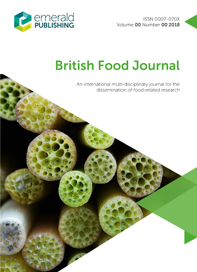 emerald
PUBLISHING
ISSN 0007-070X
Volume 00 Number 00 2018
British Food Journal
An international multi-disciplinary journal for the
dissemination of food-related research